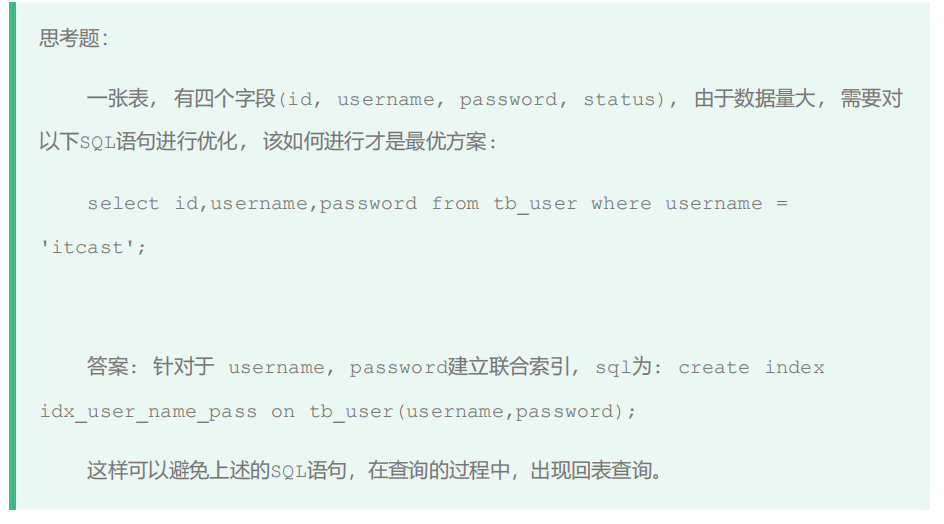 思考题：
一张表, 有四个字段(id, username, password, status), 由于数据量大, 需要对
以下SQL语句进行优化, 该如何进行才是最优方案:
select id,username,password from tb_user where username =
'itcast';
答案: 针对于 username, password建立联合索引, sql为: create index
idx_user_name_pass on tb_user(username,password);
这样可以避免上述的SQL语句，在查询的过程中，出现回表查询。